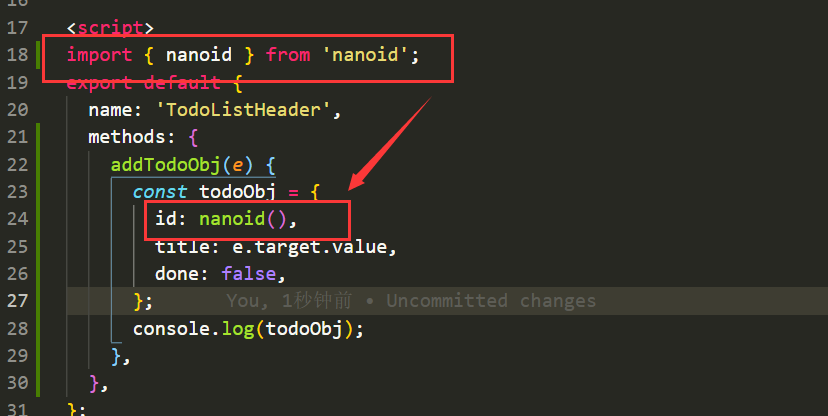 17 <script>
18 import { nanoid } from 'nanoid';
19 export default {
20 name: 'TodoListHeader',
21 methods: {
22 addTodoObj(e) {
23 const todoObj = {
24 id: nanoid(),
25 title: e.target.value,
26 done: false,
27 }; You, 1秒钟前 • Uncommitted changes
28 console.log(todoObj);
29 },
30 },
31 };